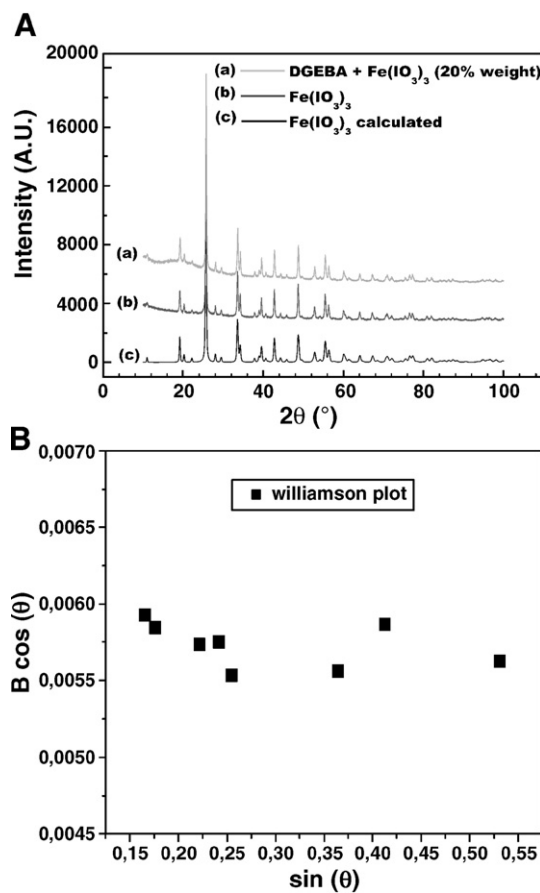 A
20000
16000
12000
8000
4000
0
Intensity (A.U.)
(a) DGEBA + Fe(IO₃)₃ (20% weight)
(b) Fe(IO₃)₃
(c) Fe(IO₃)₃ calculated
(a)
(b)
(c)
0 20 40 60 80 100
2θ (°)
B
0,0070
0,0065
0,0060
0,0055
0,0050
0,0045
B cos (θ)
williamson plot
0,15 0,20 0,25 0,30 0,35 0,40 0,45 0,50 0,55
sin (θ)